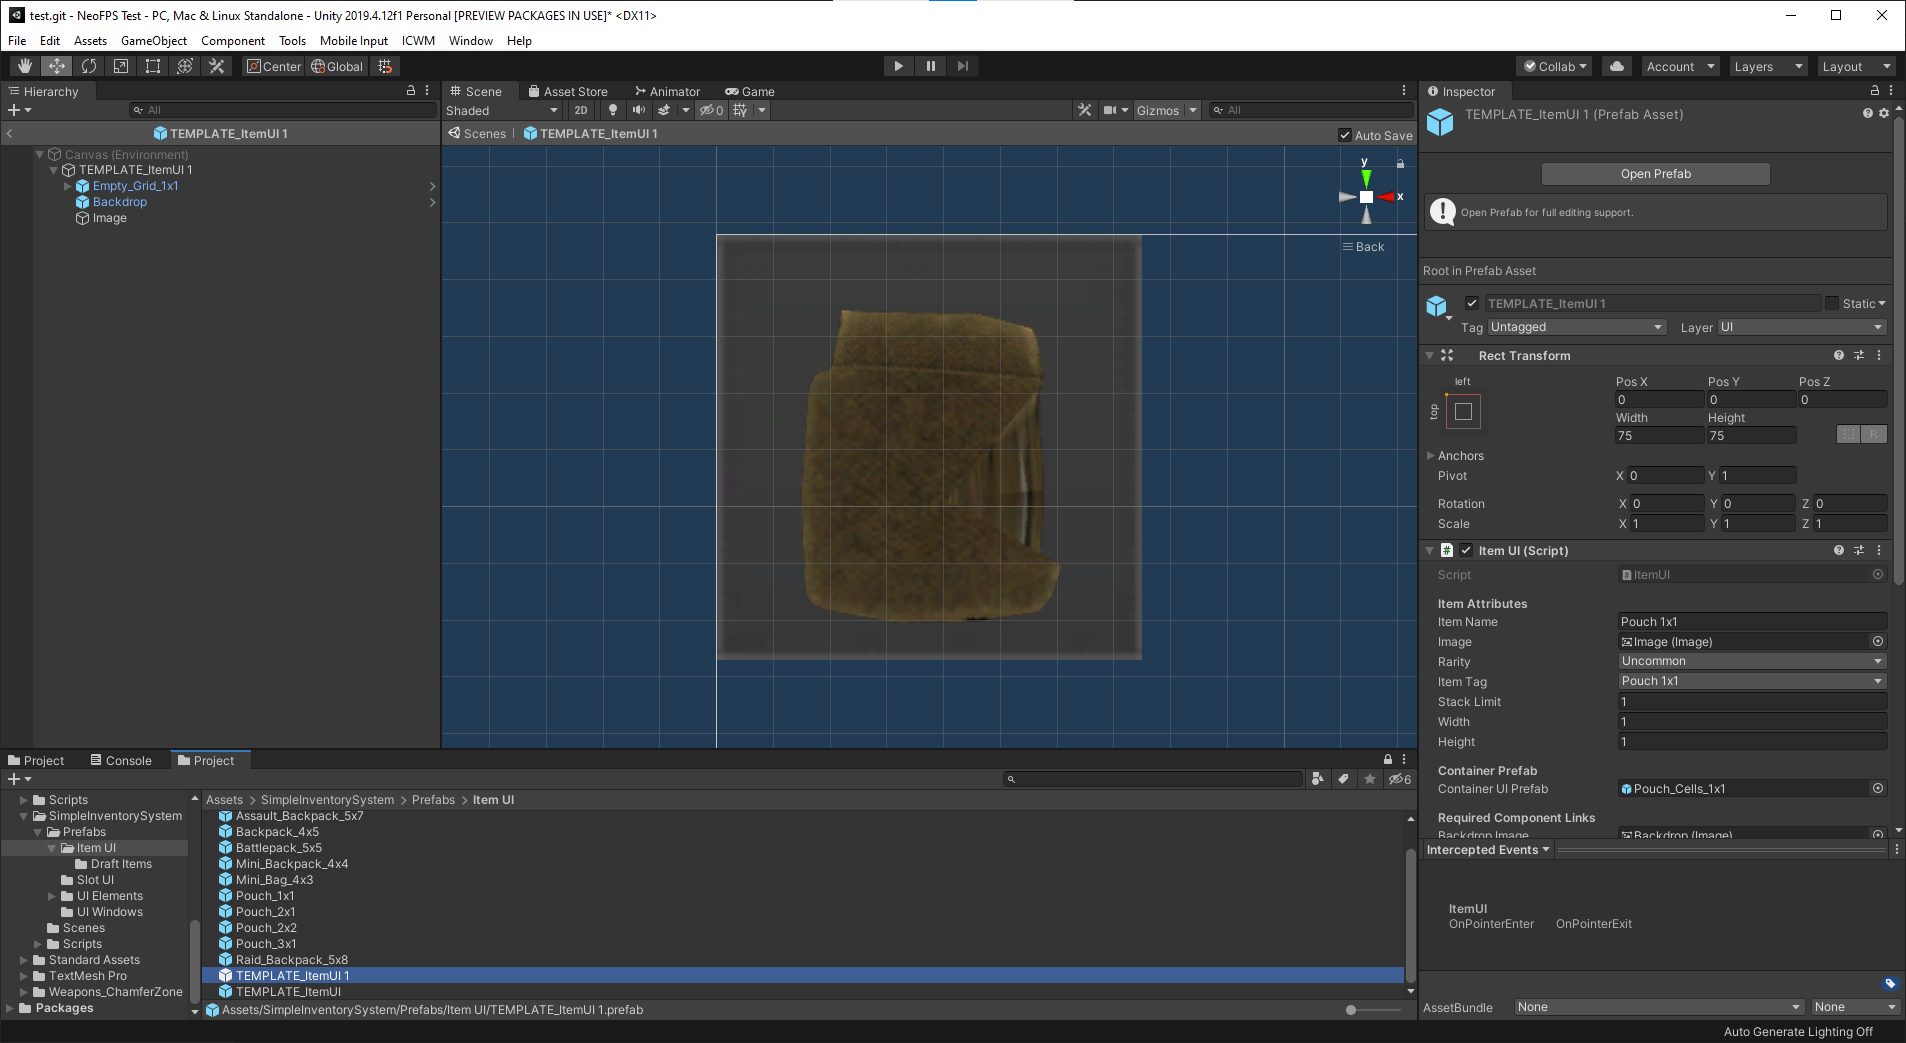 test.git - NeoFPS Test - PC, Mac & Linux Standalone - Unity 2019.4.12f1 Personal [PREVIEW PACKAGES IN USE]* <DX11>
File Edit Assets GameObject Component Tools Mobile Input ICWM Window Help
Center Global Collab Account Layers Layout
Hierarchy
All
TEMPLATE_ItemUI 1
Canvas (Environment)
TEMPLATE_ItemUI 1
Empty_Grid_1x1
Backdrop
Image
Scene Asset Store Animator Game
Shaded 2D 0 Gizmos All
Scenes TEMPLATE_ItemUI 1 Auto Save
y
x
Back
Inspector
TEMPLATE_ItemUI 1 (Prefab Asset)
Open Prefab
Open Prefab for full editing support.
Root in Prefab Asset
TEMPLATE_ItemUI 1 Static
Tag Untagged Layer UI
Rect Transform
left
top
Pos X Pos Y Pos Z
0 0 0
Width Height
75 75
R
Anchors
Pivot X 0 Y 1
Rotation X 0 Y 0 Z 0
Scale X 1 Y 1 Z 1
# Item UI (Script)
Script ItemUI
Item Attributes
Item Name Pouch 1x1
Image Image (Image)
Rarity Uncommon
Item Tag Pouch 1x1
Stack Limit 1
Width 1
Height 1
Container Prefab
Container UI Prefab Pouch_Cells_1x1
Required Component Links
Backdrop Image Backdrop (Image)
Intercepted Events
ItemUI
OnPointerEnter OnPointerExit
AssetBundle None None
Project Console Project
6
Scripts
SimpleInventorySystem
Prefabs
Item UI
Draft Items
Slot UI
UI Elements
UI Windows
Scenes
Scripts
Standard Assets
TextMesh Pro
Weapons_ChamferZone
Packages
Assets > SimpleInventorySystem > Prefabs > Item UI
Assault_Backpack_5x7
Backpack_4x5
Battlepack_5x5
Mini_Backpack_4x4
Mini_Bag_4x3
Pouch_1x1
Pouch_2x1
Pouch_2x2
Pouch_3x1
Raid_Backpack_5x8
TEMPLATE_ItemUI 1
TEMPLATE_ItemUI
Assets/SimpleInventorySystem/Prefabs/Item UI/TEMPLATE_ItemUI 1.prefab
Auto Generate Lighting Off